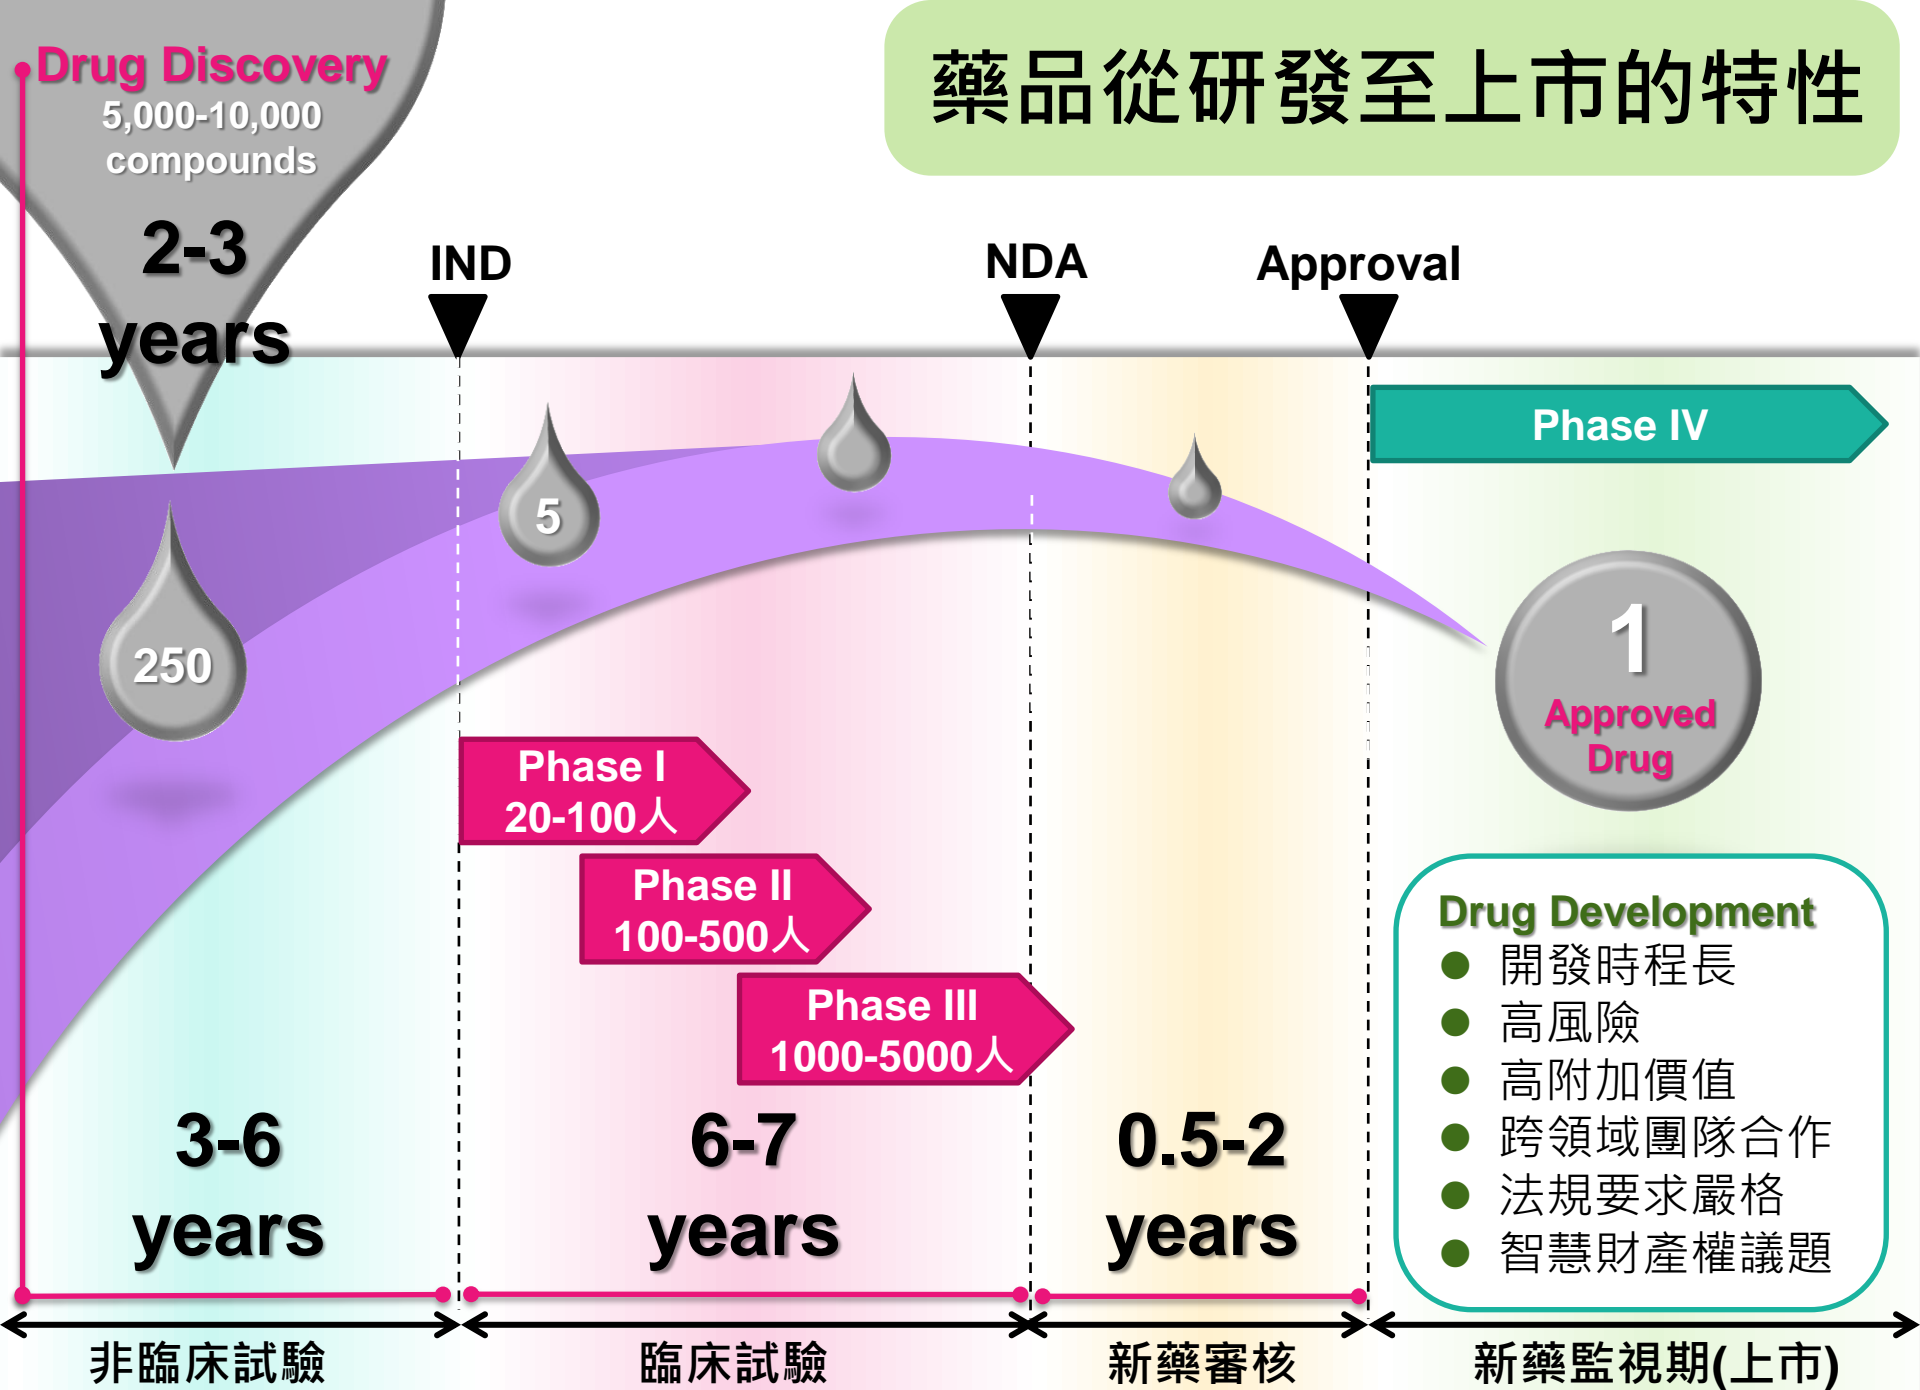 藥品從研發至上市的特性
Drug Discovery
5,000-10,000
compounds
2-3
years
IND
NDA
Approval
Phase IV
250
5
1
Approved
Drug
Phase I
20-100人
Phase II
100-500人
Phase III
1000-5000人
3-6
years
6-7
years
0.5-2
years
Drug Development
● 開發時程長
● 高風險
● 高附加價值
● 跨領域團隊合作
● 法規要求嚴格
● 智慧財產權議題
非臨床試驗
臨床試驗
新藥審核
新藥監視期(上市)